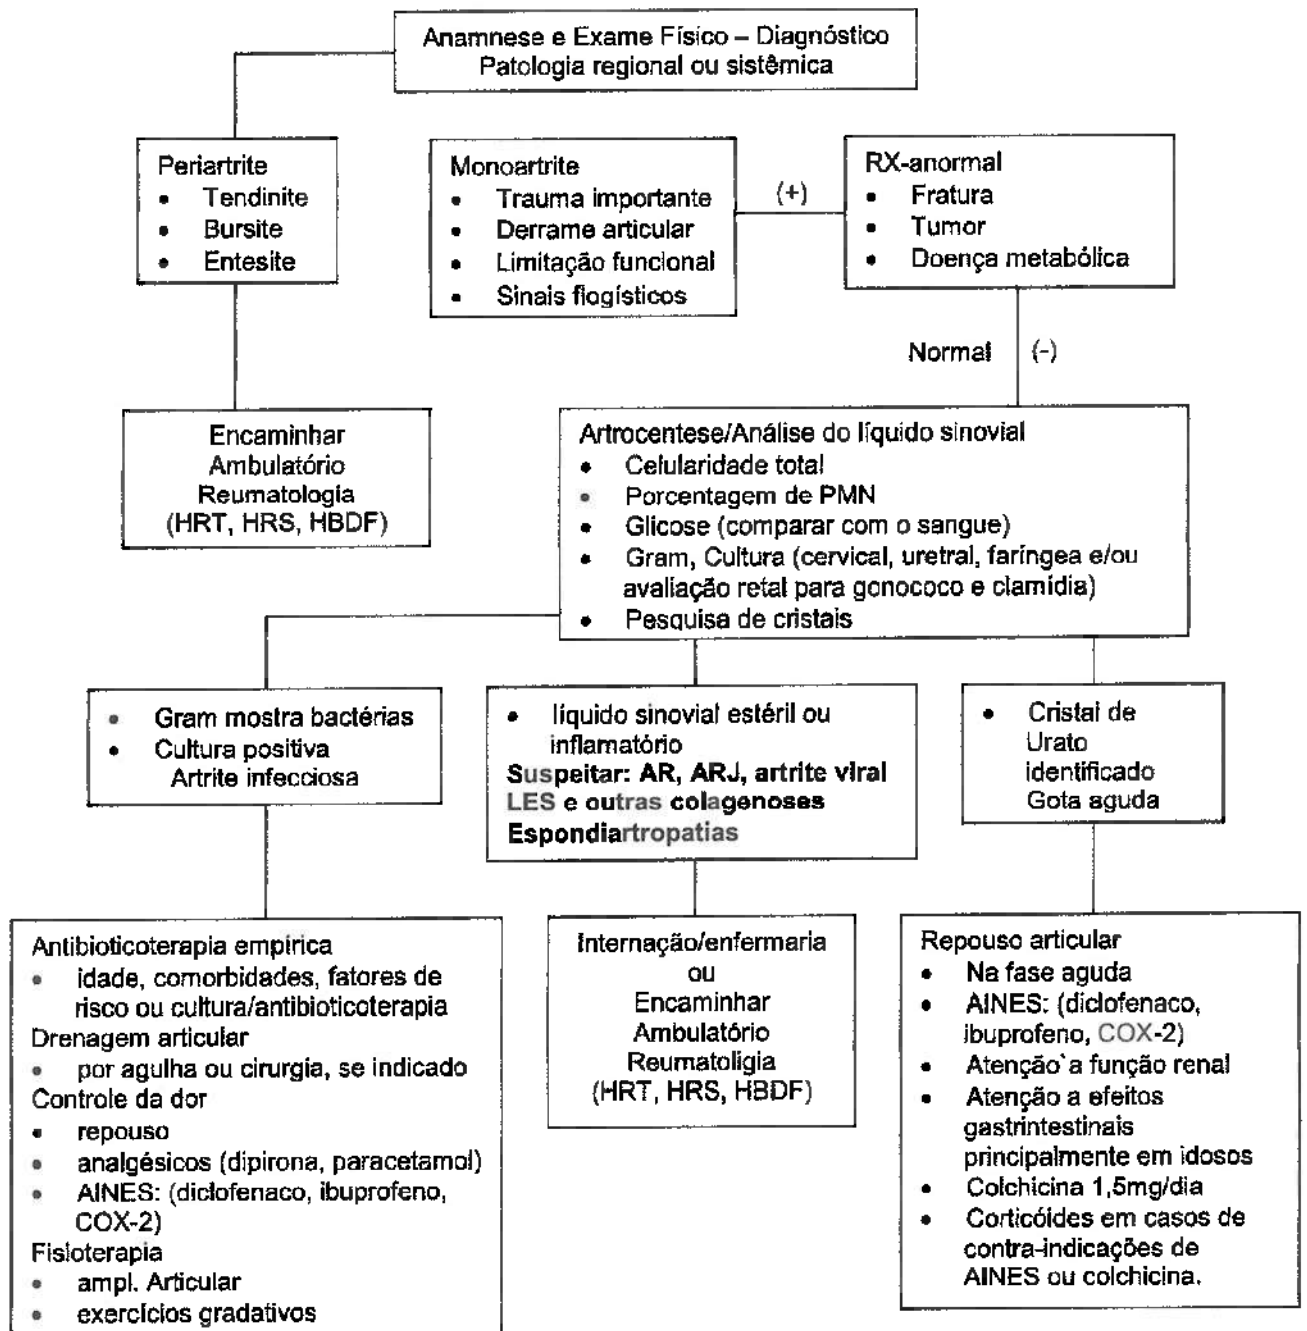 Anamnese e Exame Físico – Diagnóstico
Patologia regional ou sistêmica
Periartrite
• Tendinite
• Bursite
• Entesite
Monoartrite
• Trauma importante
• Derrame articular
• Limitação funcional
• Sinais flogísticos
(+)
RX-anormal
• Fratura
• Tumor
• Doença metabólica
Normal (-)
Encaminhar
Ambulatório
Reumatologia
(HRT, HRS, HBDF)
Artrocentese/Análise do líquido sinovial
• Celularidade total
• Porcentagem de PMN
• Glicose (comparar com o sangue)
• Gram, Cultura (cervical, uretral, faríngea e/ou
avaliação retal para gonococo e clamídia)
• Pesquisa de cristais
• Gram mostra bactérias
• Cultura positiva
Artrite infecciosa
• líquido sinovial estéril ou
inflamatório
Suspeitar: AR, ARJ, artrite viral
LES e outras colagenoses
Espondiartropatias
• Cristal de
Urato
identificado
Gota aguda
Antibioticoterapia empírica
• idade, comorbidades, fatores de
risco ou cultura/antibioticoterapia
Drenagem articular
• por agulha ou cirurgia, se indicado
Controle da dor
• repouso
• analgésicos (dipirona, paracetamol)
• AINES: (diclofenaco, ibuprofeno,
COX-2)
Fisioterapia
• ampl. Articular
• exercícios gradativos
Internação/enfermaria
ou
Encaminhar
Ambulatório
Reumatoligia
(HRT, HRS, HBDF)
Repouso articular
• Na fase aguda
• AINES: (diclofenaco,
ibuprofeno, COX-2)
• Atenção`a função renal
• Atenção a efeitos
gastrintestinais
principalmente em idosos
• Colchicina 1,5mg/dia
• Corticóides em casos de
contra-indicações de
AINES ou colchicina.